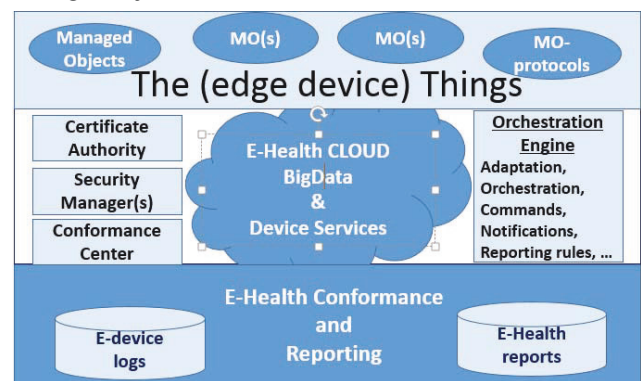 Managed
Objects
MO(s)
MO(s)
MO-
protocols
The (edge device) Things
Certificate
Authority
Security
Manager(s)
Conformance
Center
E-Health CLOUD
BigData
&
Device Services
Orchestration
Engine
Adaptation,
Orchestration,
Commands,
Notifications,
Reporting rules, ...
E-Health Conformance
and
Reporting
E-device
logs
E-Health
reports